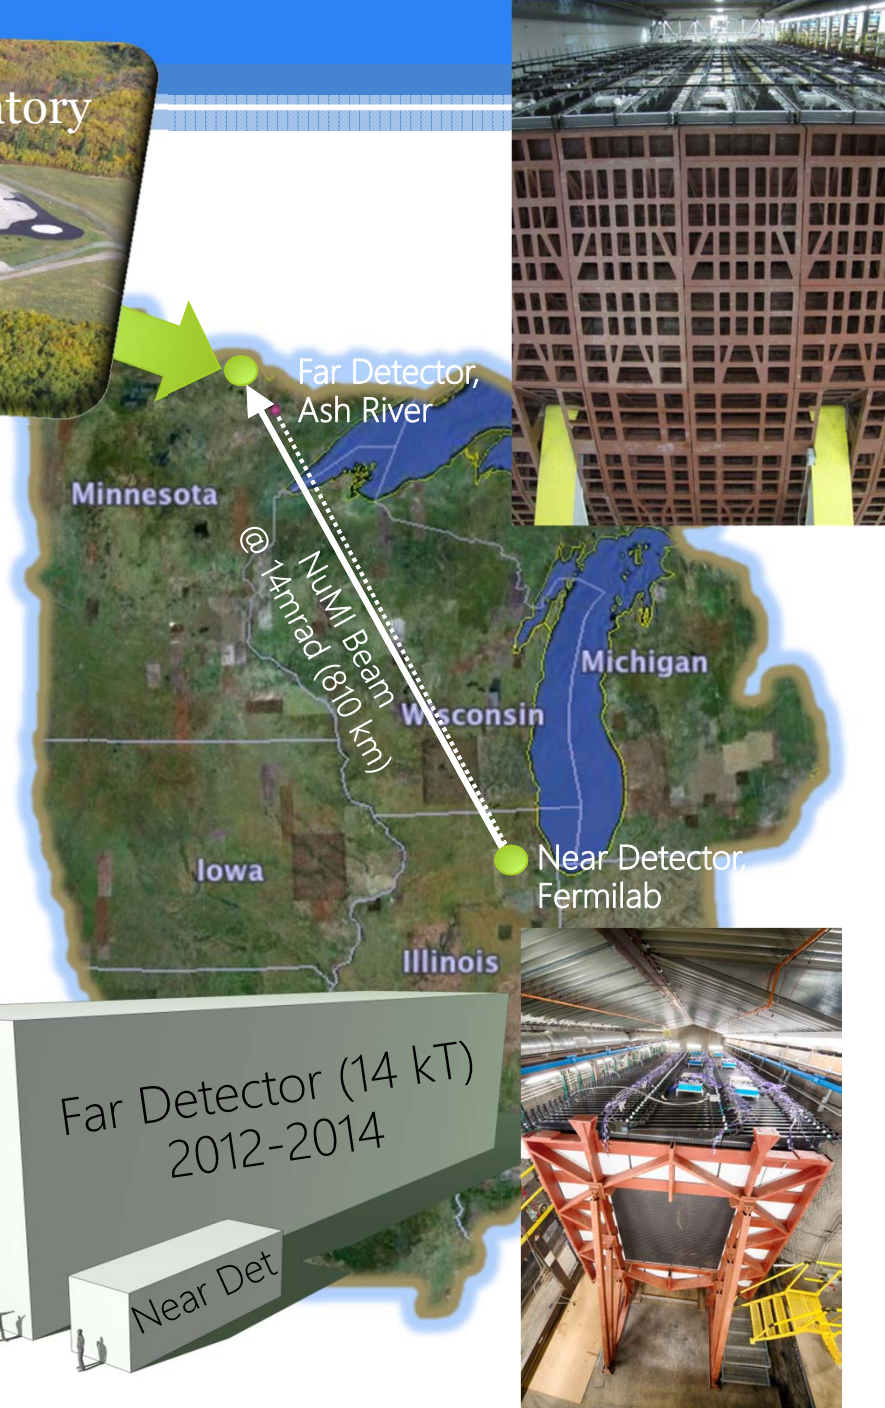 Far Detector,
Ash River
Minnesota
NuMI Beam
@ 14mrad (810 km)
Michigan
Wisconsin
Near Detector,
Fermilab
Iowa
Illinois
Far Detector (14 kT)
2012-2014
Near Det